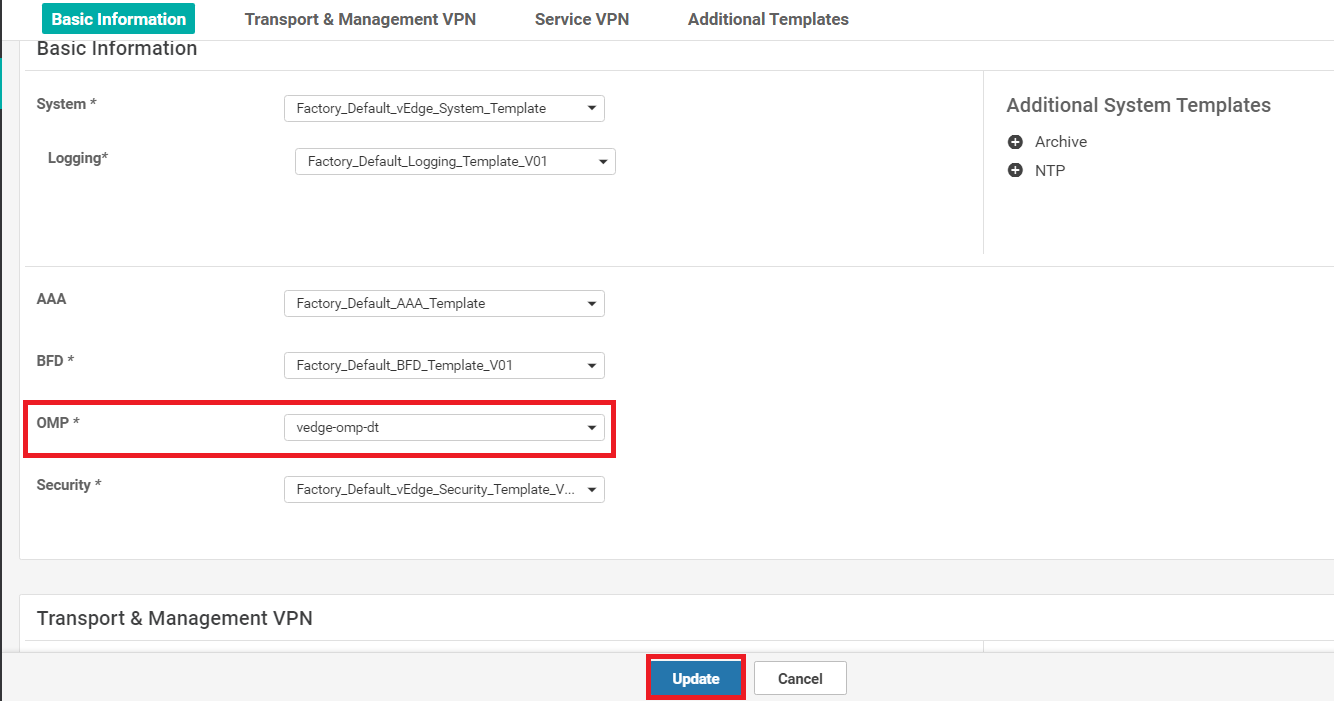 Basic Information Transport & Management VPN Service VPN Additional Templates
Basic Information
System * Factory_Default_vEdge_System_Template
Logging* Factory_Default_Logging_Template_V01
Additional System Templates
Archive
NTP
AAA Factory_Default_AAA_Template
BFD * Factory_Default_BFD_Template_V01
OMP * vedge-omp-dt
Security * Factory_Default_vEdge_Security_Template_V...
Transport & Management VPN
Update Cancel